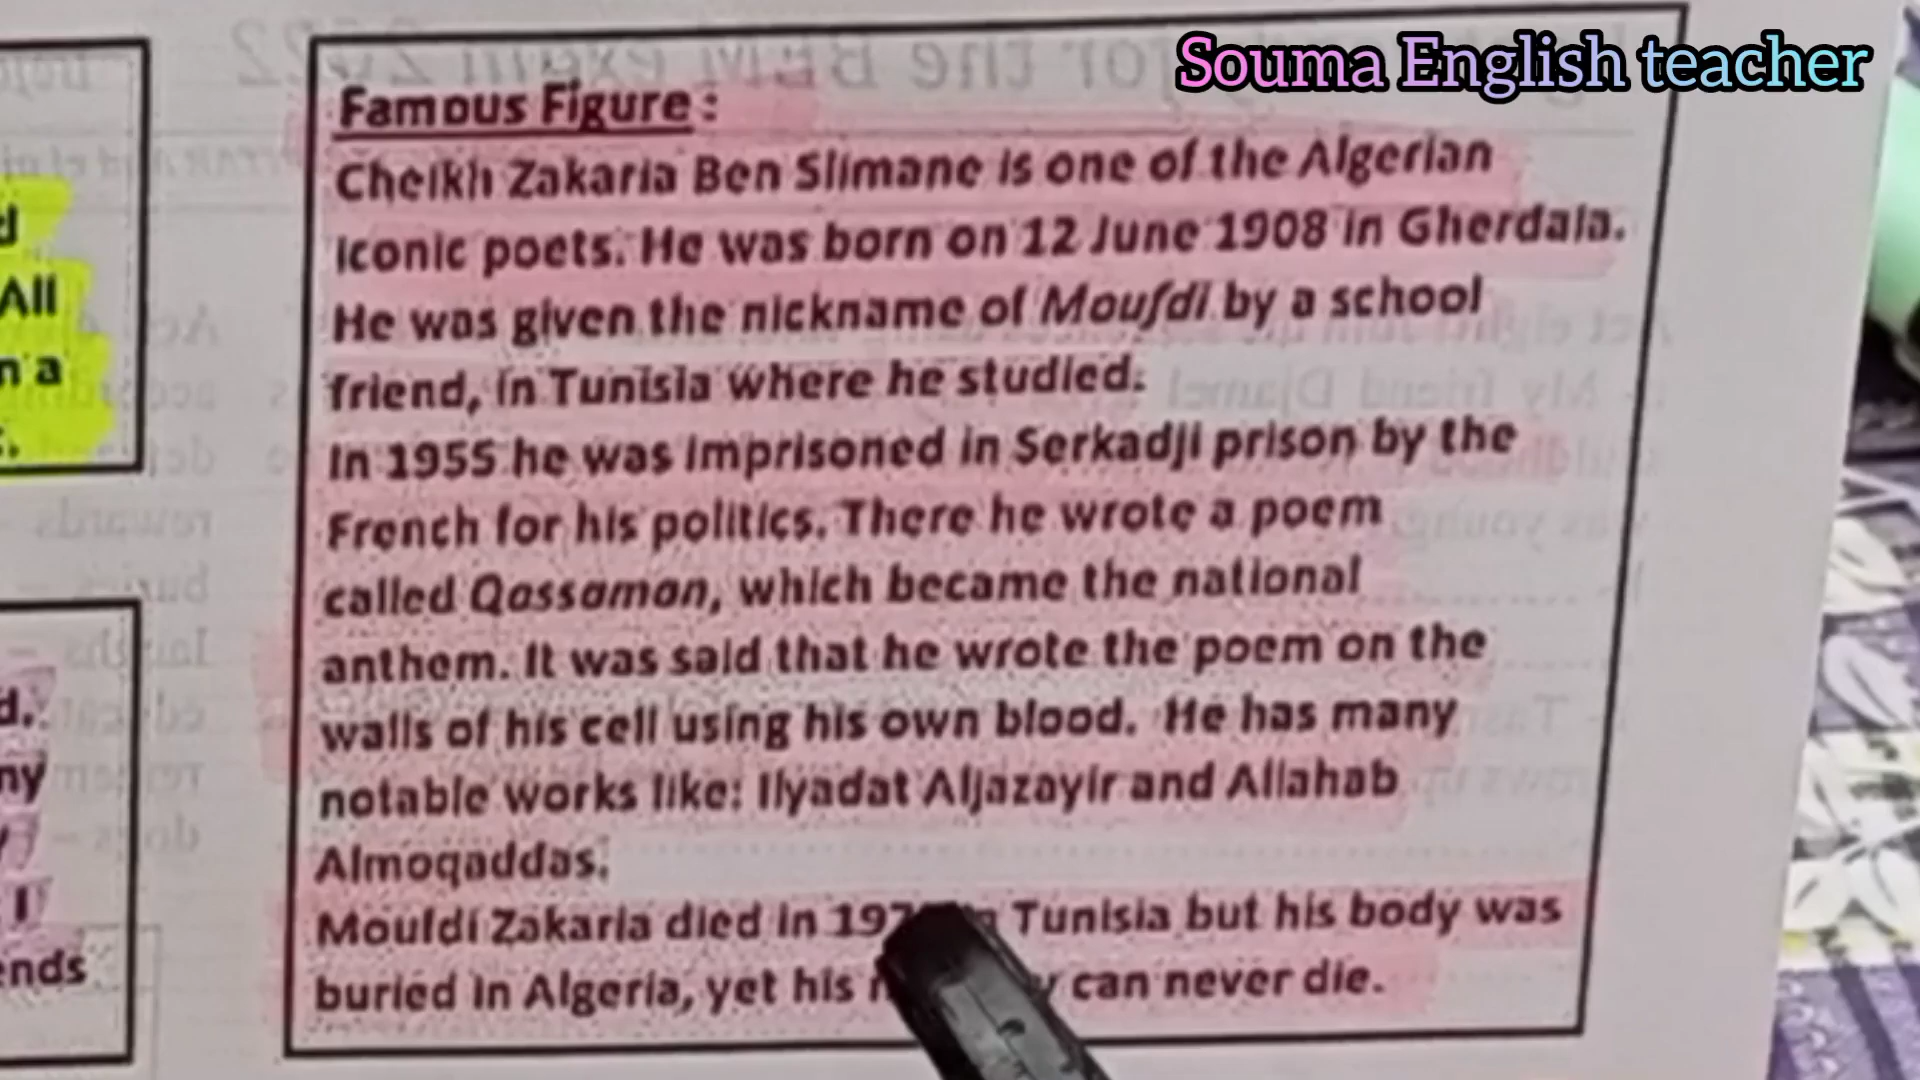 Souma English teacher
Famous Figure :
Cheikh Zakaria Ben Slimane is one of the Algerian
iconic poets. He was born on 12 June 1908 in Gherdaia.
He was given the nickname of Moufdi by a school
friend, in Tunisia where he studied.
In 1955 he was imprisoned in Serkadji prison by the
French for his politics. There he wrote a poem
called Qassaman, which became the national
anthem. It was said that he wrote the poem on the
walls of his cell using his own blood. He has many
notable works like: Ilyadat Aljazayir and Allahab
Almoqaddas.
Moufdi Zakaria died in Tunisia but his body was
buried in Algeria, yet his can never die.
All
n a
d.
ny
I
ends